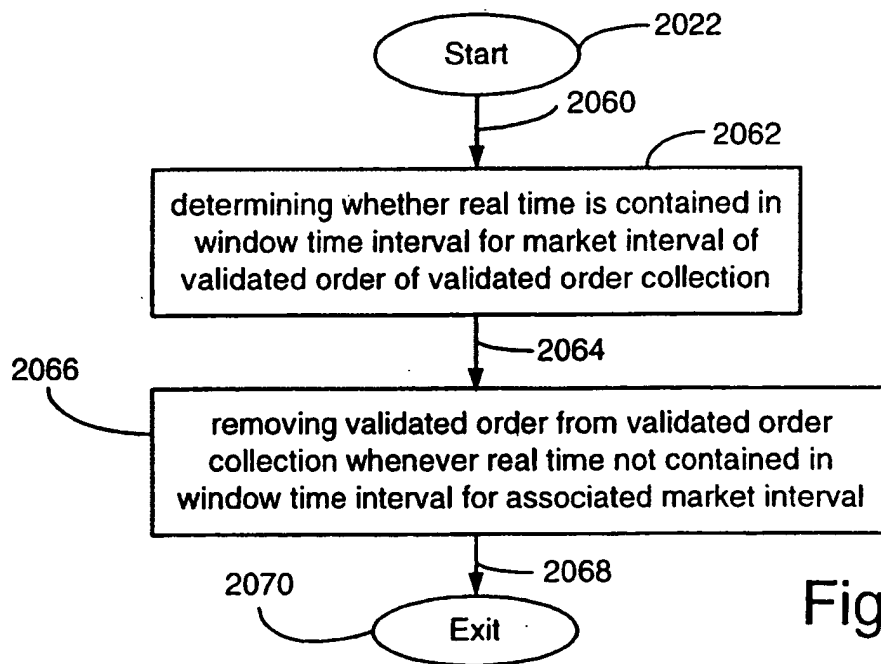 Start
2022
2060
2062
determining whether real time is contained in
window time interval for market interval of
validated order of validated order collection
2064
2066
removing validated order from validated order
collection whenever real time not contained in
window time interval for associated market interval
2068
2070
Exit
Fig